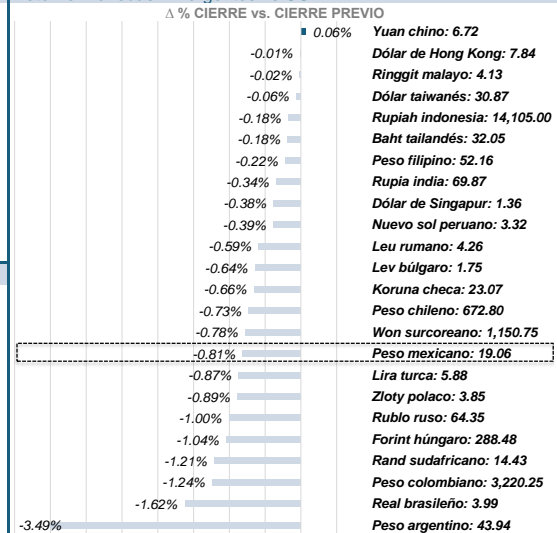 Δ % CIERRE vs. CIERRE PREVIO
0.06% Yuan chino: 6.72
-0.01% Dólar de Hong Kong: 7.84
-0.02% Ringgit malayo: 4.13
-0.06% Dólar taiwanés: 30.87
-0.18% Rupiah indonesia: 14,105.00
-0.18% Baht tailandés: 32.05
-0.22% Peso filipino: 52.16
-0.34% Rupia india: 69.87
-0.38% Dólar de Singapur: 1.36
-0.39% Nuevo sol peruano: 3.32
-0.59% Leu rumano: 4.26
-0.64% Lev búlgaro: 1.75
-0.66% Koruna checa: 23.07
-0.73% Peso chileno: 672.80
-0.78% Won surcoreano: 1,150.75
-0.81% Peso mexicano: 19.06
-0.87% Lira turca: 5.88
-0.89% Zloty polaco: 3.85
-1.00% Rublo ruso: 64.35
-1.04% Forint húngaro: 288.48
-1.21% Rand sudafricano: 14.43
-1.24% Peso colombiano: 3,220.25
-1.62% Real brasileño: 3.99
-3.49% Peso argentino: 43.94